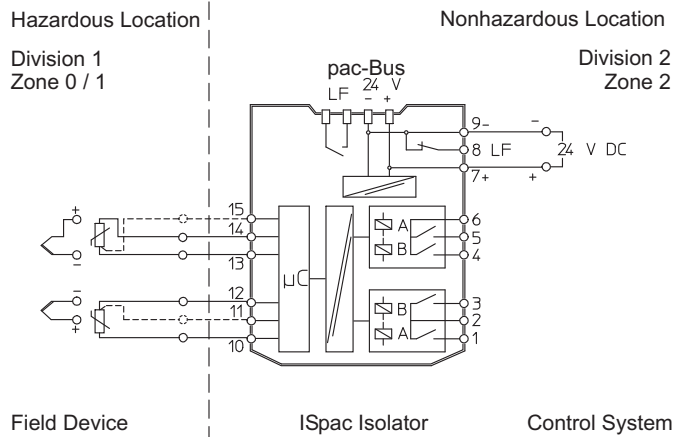 Hazardous Location
Nonhazardous Location
Division 1
Zone 0 / 1
Division 2
Zone 2
pac-Bus
24 V
LF - +
9-
8 LF
7+
-
24 V DC
+
15
14
13
12
11
10
+
-
-
+
µC
A
B
B
A
6
5
4
3
2
1
Field Device
ISpac Isolator
Control System